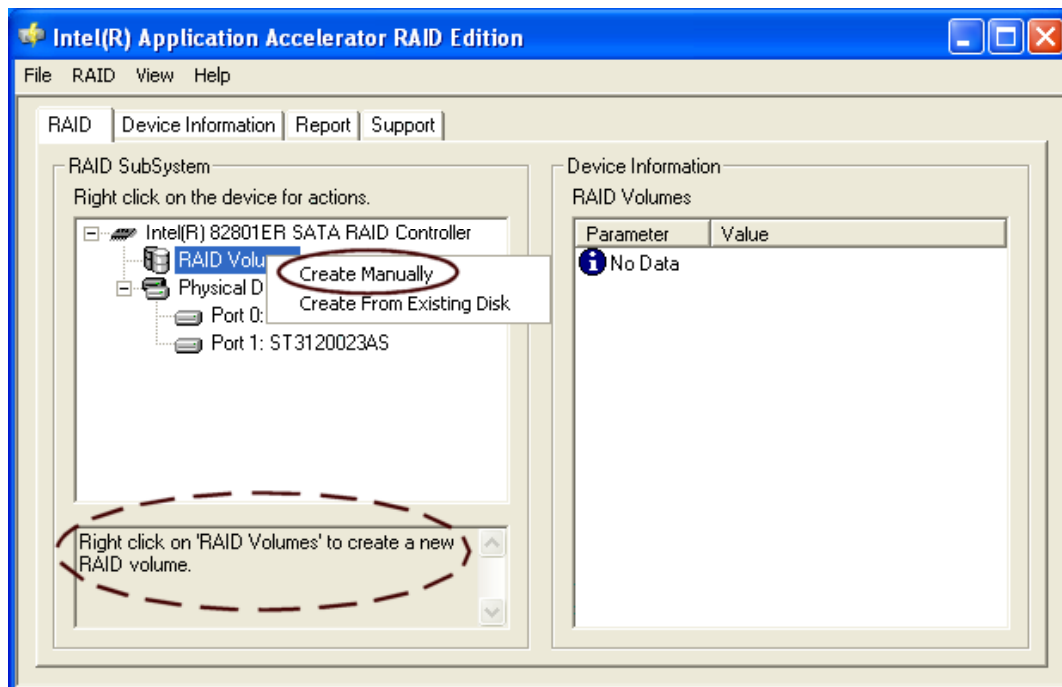 Intel(R) Application Accelerator RAID Edition
File RAID View Help
RAID Device Information Report Support
RAID SubSystem
Right click on the device for actions.
Intel(R) 82801ER SATA RAID Controller
RAID Volu
Create Manually
Physical D
Create From Existing Disk
Port 0:
Port 1: ST3120023AS
Right click on 'RAID Volumes' to create a new
RAID volume.
Device Information
RAID Volumes
Parameter Value
No Data